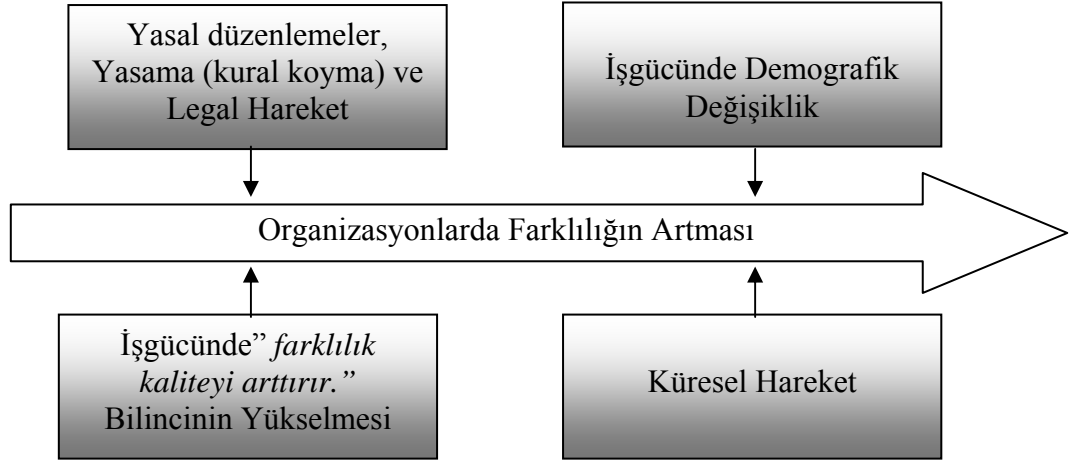 Yasal düzenlemeler,
Yasama (kural koyma) ve
Legal Hareket
İşgücünde Demografik
Değişiklik
Organizasyonlarda Farklılığın Artması
İşgücünde” farklılık
kaliteyi arttırır.”
Bilincinin Yükselmesi
Küresel Hareket